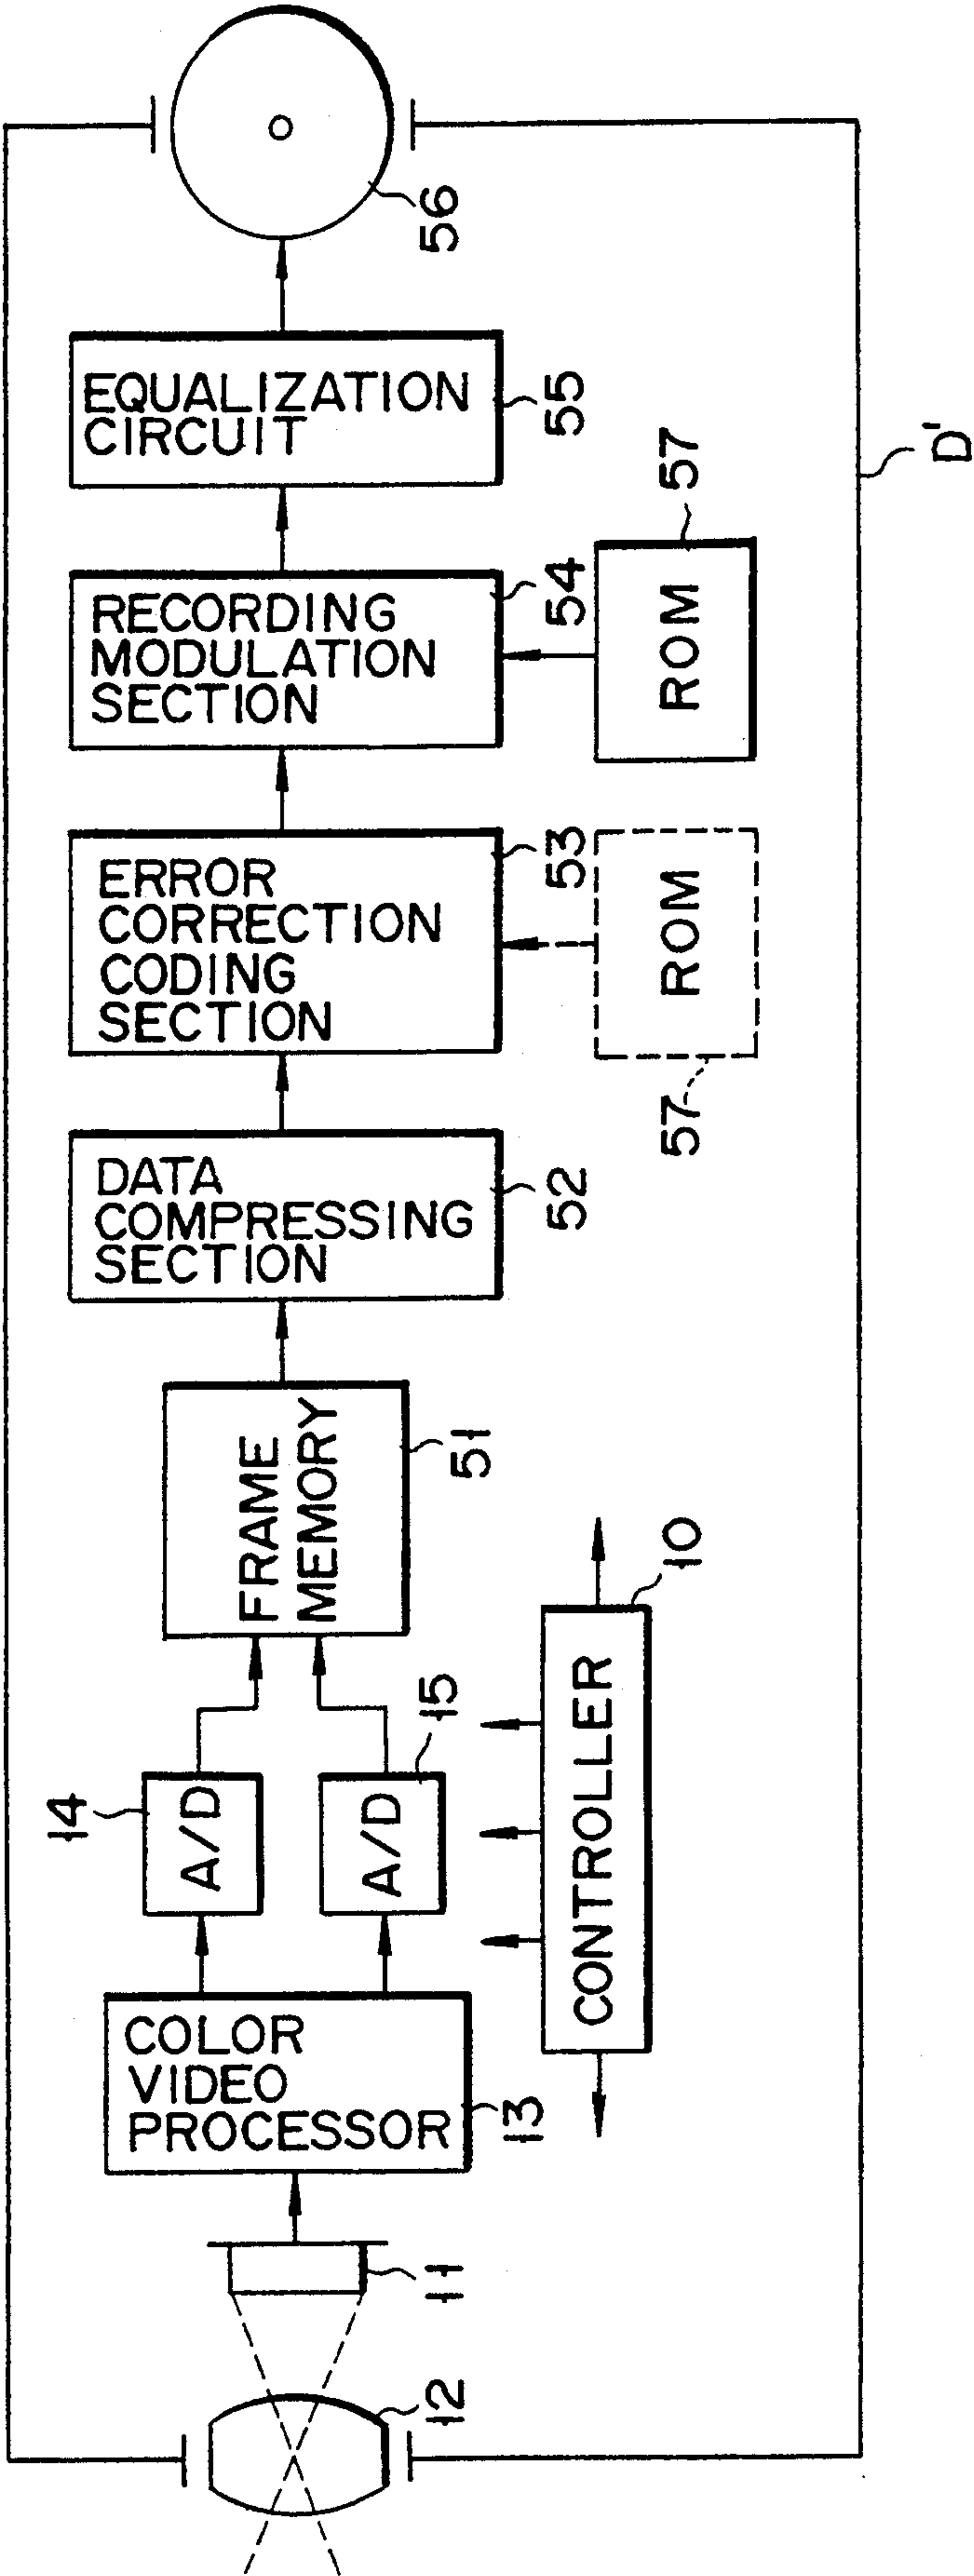 12
11
COLOR
VIDEO
PROCESSOR
13
14
A/D
A/D
15
CONTROLLER
10
FRAME
MEMORY
51
DATA
COMPRESSING
SECTION
52
ERROR
CORRECTION
CODING
SECTION
53
ROM
57
RECORDING
MODULATION
SECTION
54
ROM
57
EQUALIZATION
CIRCUIT
55
56
D'